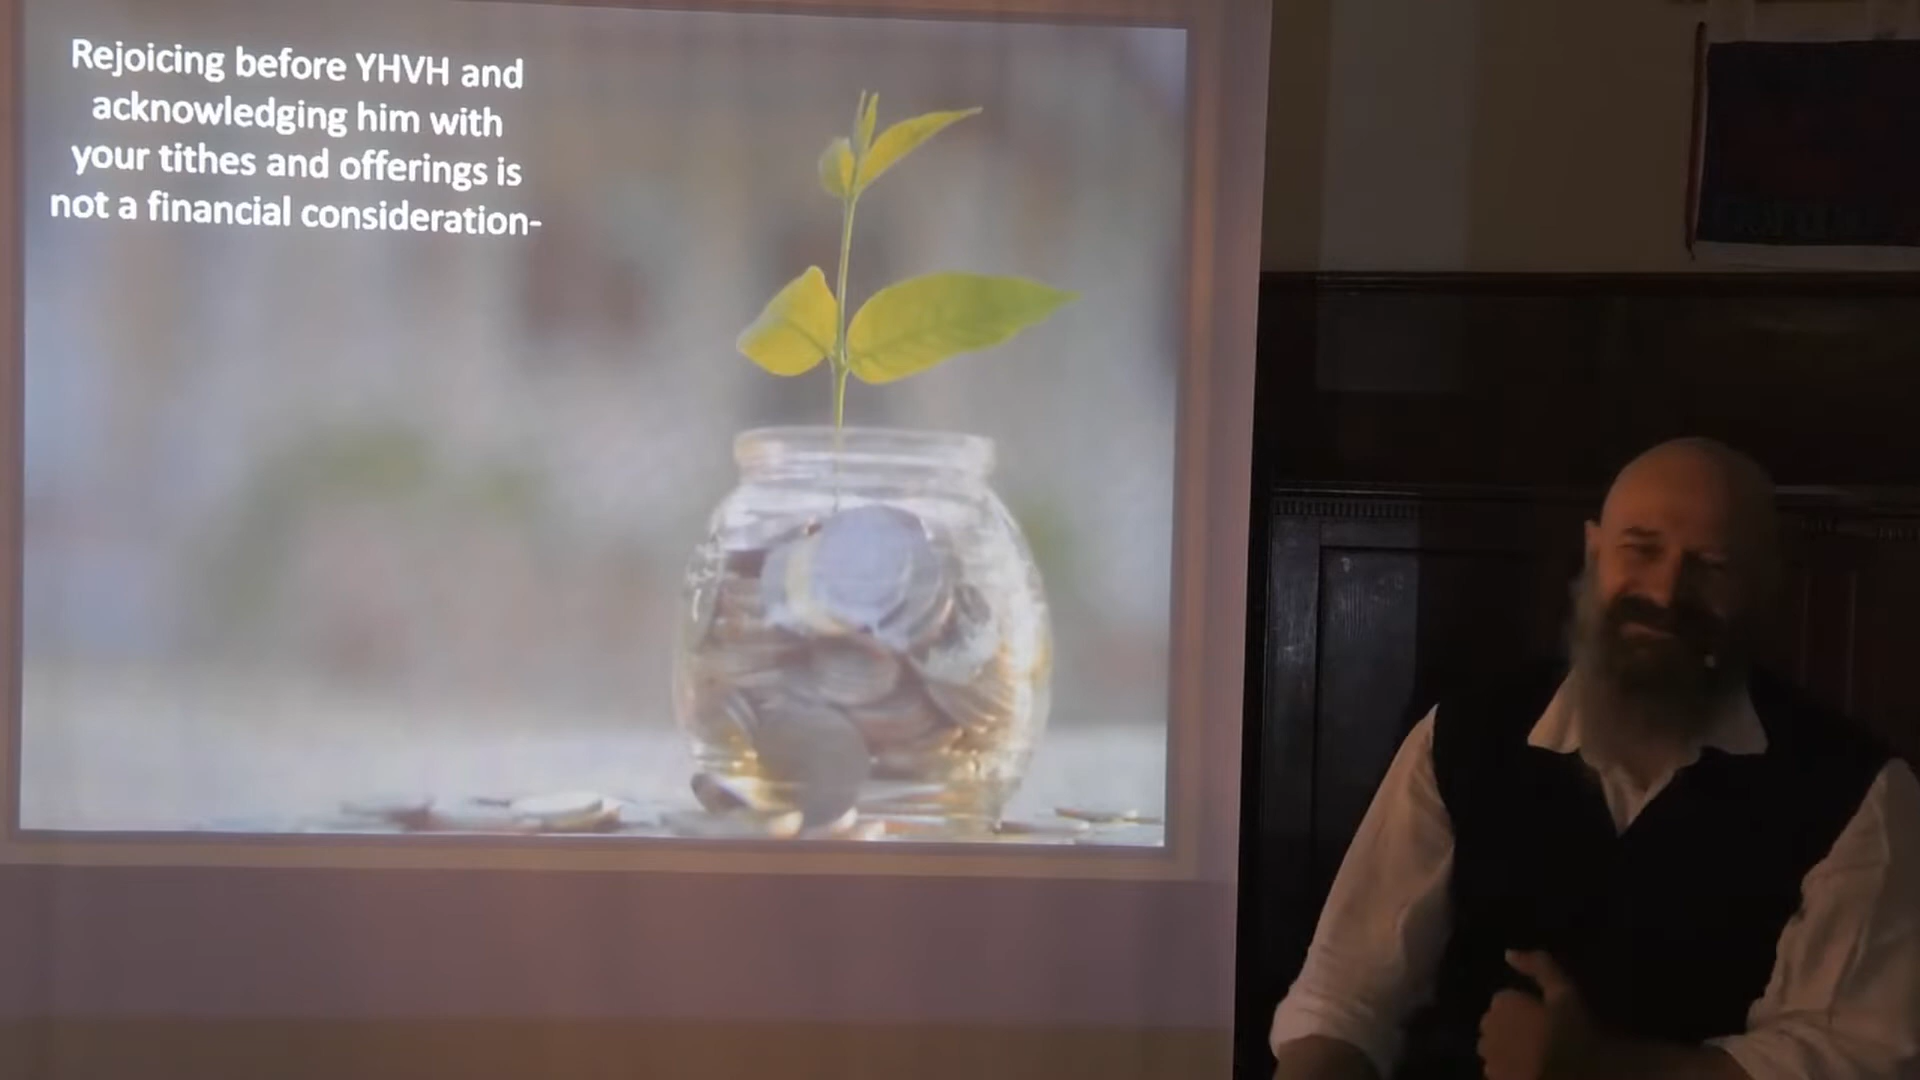 Rejoicing before YHVH and
acknowledging him with
your tithes and offerings is
not a financial consideration-